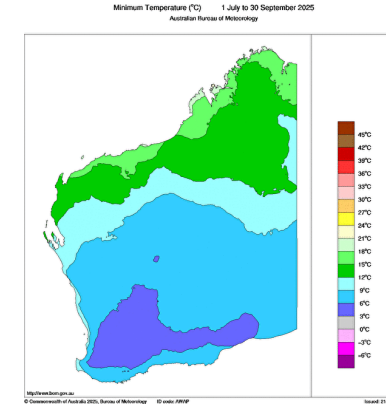 Minimum Temperature (°C)    1 July to 30 September 2025
Australian Bureau of Meteorology
45°C
42°C
39°C
36°C
33°C
30°C
27°C
24°C
21°C
18°C
15°C
12°C
9°C
6°C
3°C
0°C
-3°C
-6°C
http://www.bom.gov.au
© Commonwealth of Australia 2025, Bureau of Meteorology    ID code: AWAP    Issued: 21